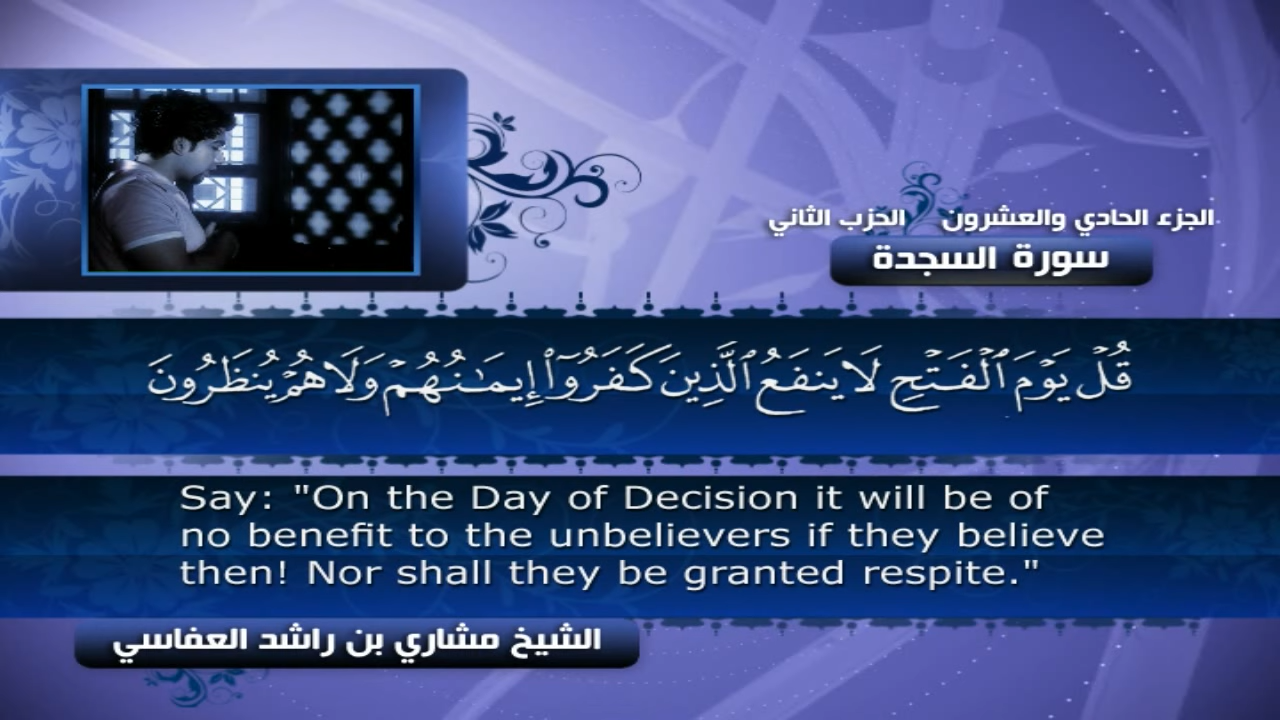 الجزء الحادي والعشرون الحزب الثاني
سورة السجدة
قُلْ يَوْمَ ٱلْفَتْحِ لَا يَنفَعُ ٱلَّذِينَ كَفَرُوٓا۟ إِيمَـٰنُهُمْ وَلَا هُمْ يُنظَرُونَ
Say: "On the Day of Decision it will be of
no benefit to the unbelievers if they believe
then! Nor shall they be granted respite."
الشيخ مشاري بن راشد العفاسي